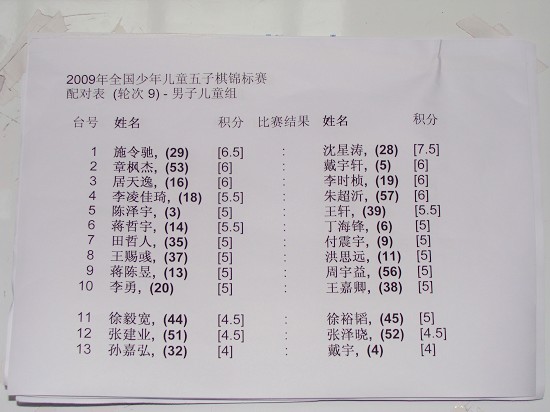 2009年全国少年儿童五子棋锦标赛
配对表 (轮次 9) - 男子儿童组
台号 姓名 积分 比赛结果 姓名 积分
1 施令驰, (29) [6.5] : 沈星涛, (28) [7.5]
2 章枫杰, (53) [6] : 戴宇轩, (5) [6]
3 居天逸, (16) [6] : 李时桢, (19) [6]
4 李凌佳琦, (18) [5.5] : 朱超沂, (57) [6]
5 陈泽宇, (3) [5] : 王轩, (39) [5.5]
6 蒋哲宇, (14) [5.5] : 丁海锋, (6) [5]
7 田哲人, (35) [5] : 付震宇, (9) [5]
8 王赐彧, (37) [5] : 洪思远, (11) [5]
9 蒋陈昱, (13) [5] : 周宇益, (56) [5]
10 李勇, (20) [5] : 王嘉卿, (38) [5]
11 徐毅宽, (44) [4.5] : 徐裕韬, (45) [5]
12 张建业, (51) [4.5] : 张泽晓, (52) [4.5]
13 孙嘉弘, (32) [4] : 戴宇, (4) [4]